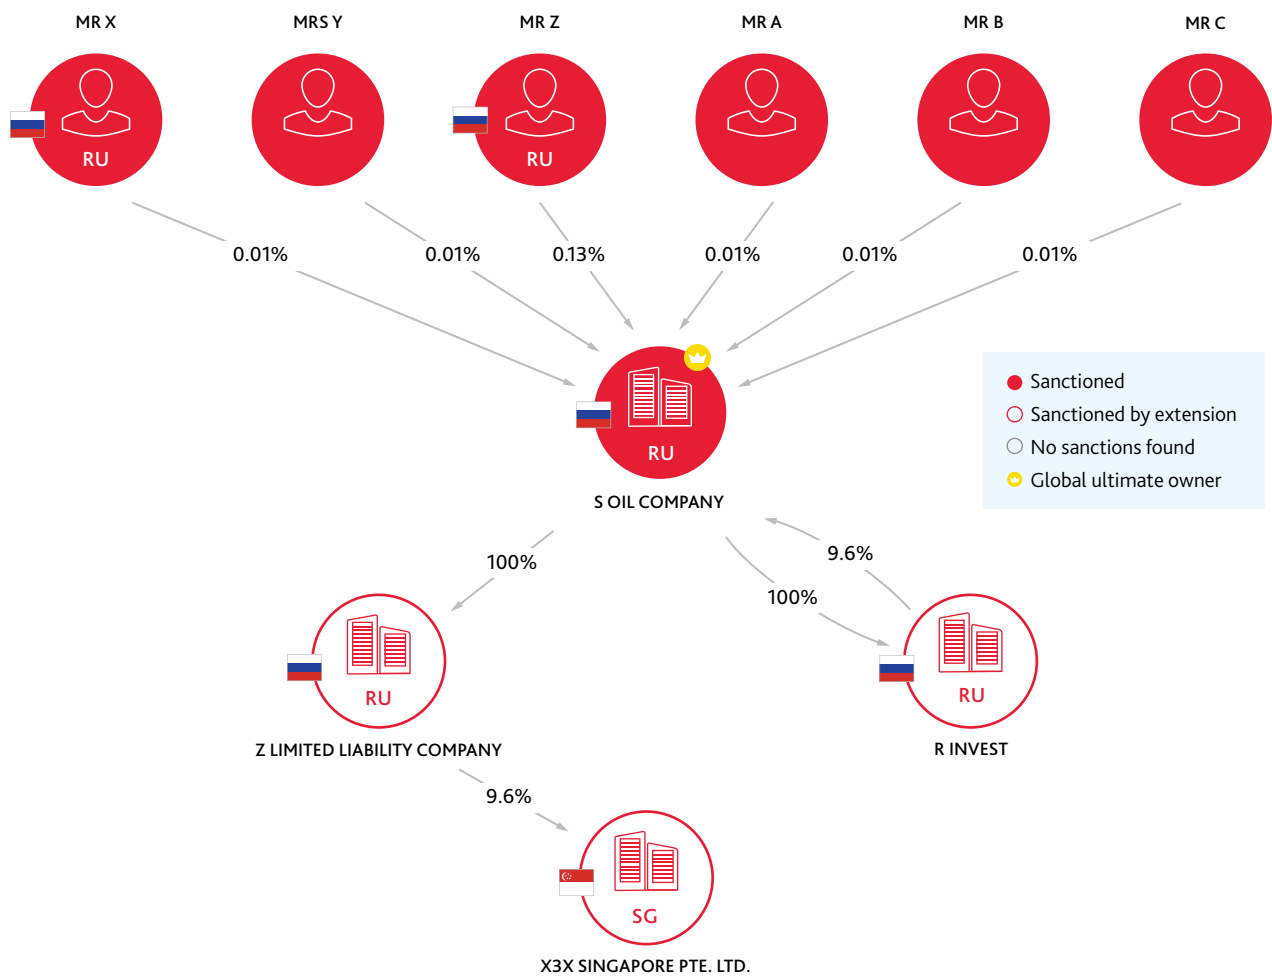 MR X
MRS Y
MR Z
MR A
MR B
MR C
RU
RU
0.01%
0.01%
0.13%
0.01%
0.01%
0.01%
RU
S OIL COMPANY
Sanctioned
Sanctioned by extension
No sanctions found
Global ultimate owner
100%
9.6%
100%
RU
Z LIMITED LIABILITY COMPANY
RU
R INVEST
9.6%
SG
X3X SINGAPORE PTE. LTD.